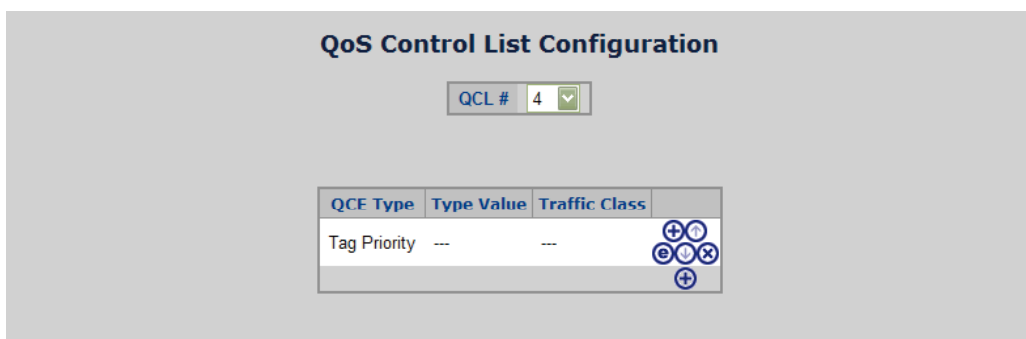 QoS Control List Configuration
QCL # 4
QCE Type Type Value Traffic Class
Tag Priority --- ---
e